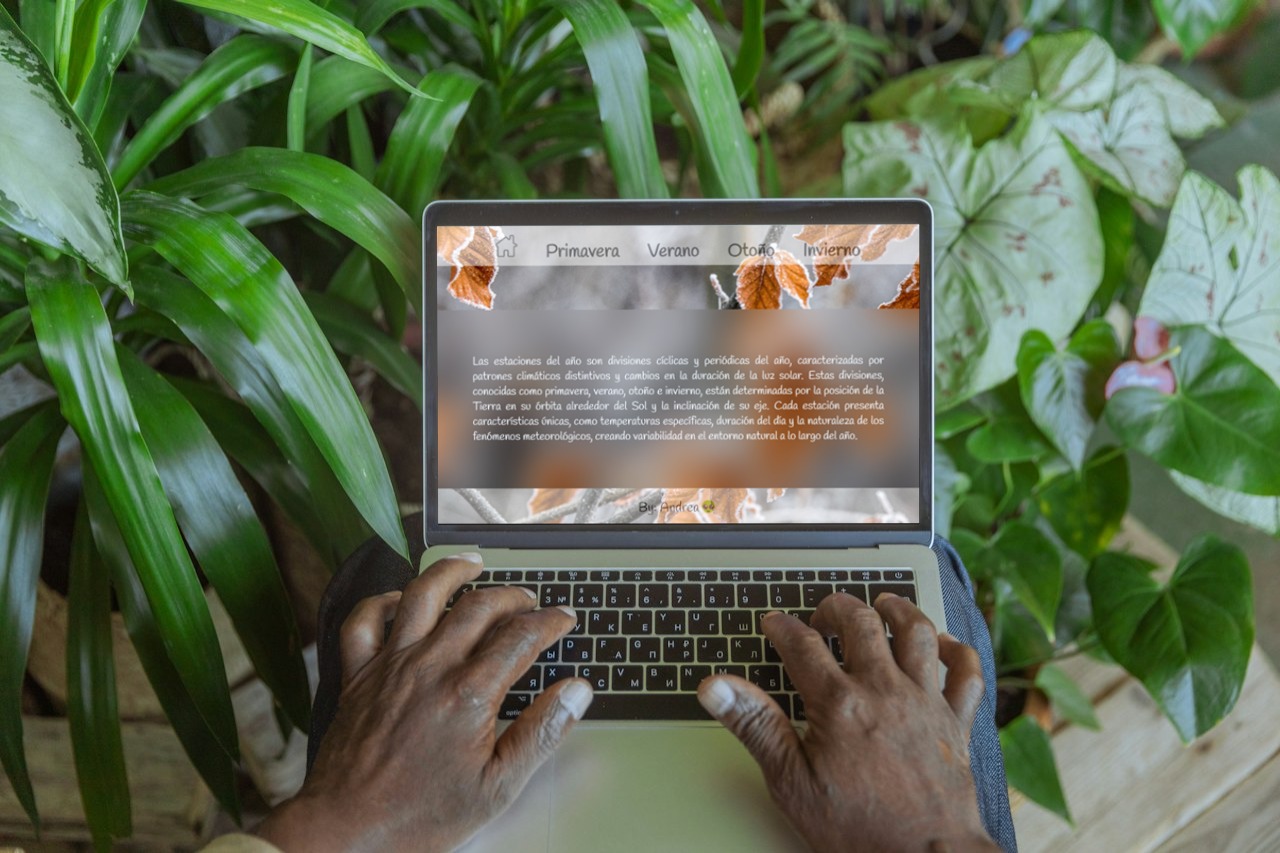 Primavera Verano Otoño Invierno
Las estaciones del año son divisiones cíclicas y periódicas del año, caracterizadas por
patrones climáticos distintivos y cambios en la duración de la luz solar. Estas divisiones,
conocidas como primavera, verano, otoño e invierno, están determinadas por la posición de la
Tierra en su órbita alrededor del Sol y la inclinación de su eje. Cada estación presenta
características únicas, como temperaturas específicas, duración del día y la naturaleza de los
fenómenos meteorológicos, creando variabilidad en el entorno natural a lo largo del año.
By: Andrea
option